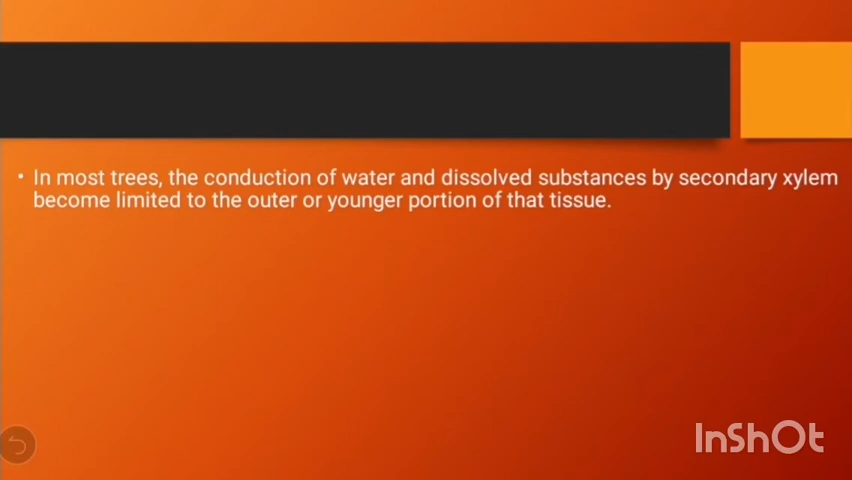 • In most trees, the conduction of water and dissolved substances by secondary xylem
become limited to the outer or younger portion of that tissue.
InShOt